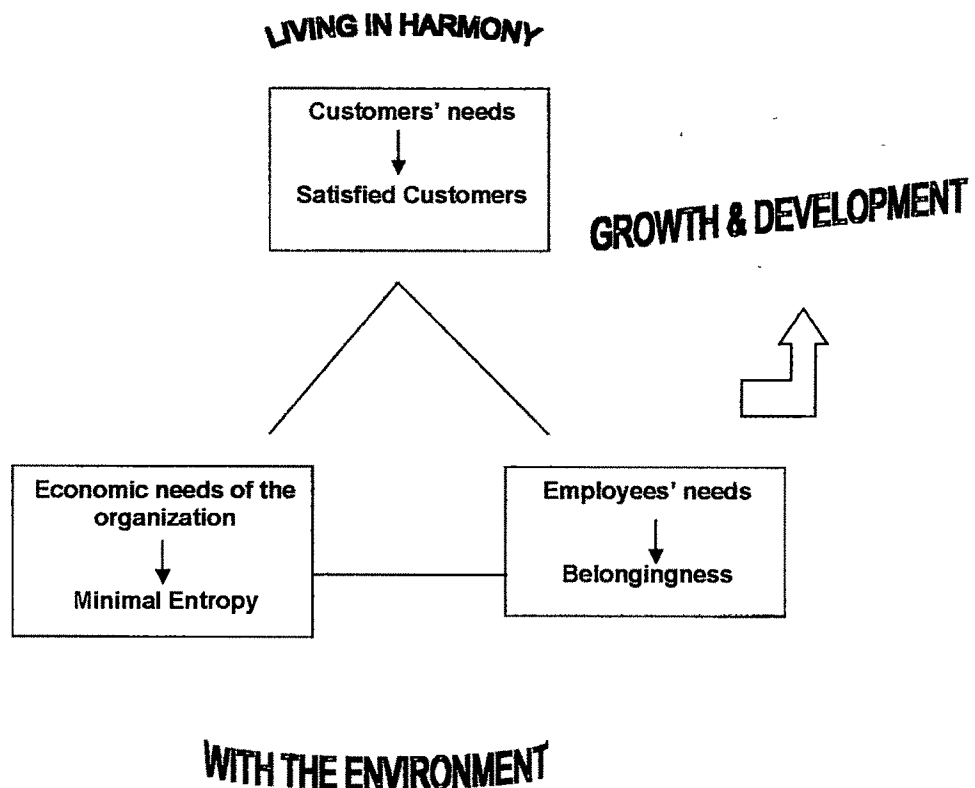 LIVING IN HARMONY
Customers' needs
Satisfied Customers
GROWTH & DEVELOPMENT
Economic needs of the
organization
Minimal Entropy
Employees' needs
Belongingness
WITH THE ENVIRONMENT